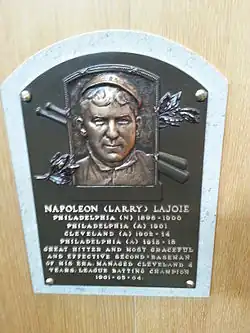 NAPOLEON (LARRY) LAJOIE
PHILADELPHIA (N) 1896-1900
PHILADELPHIA (A) 1901
CLEVELAND (A) 1902-14
PHILADELPHIA (A) 1915-16
GREAT HITTER AND MOST GRACEFUL
AND EFFECTIVE SECOND-BASEMAN
OF HIS ERA. MANAGED CLEVELAND 4
YEARS. LEAGUE BATTING CHAMPION
1901-03-04.